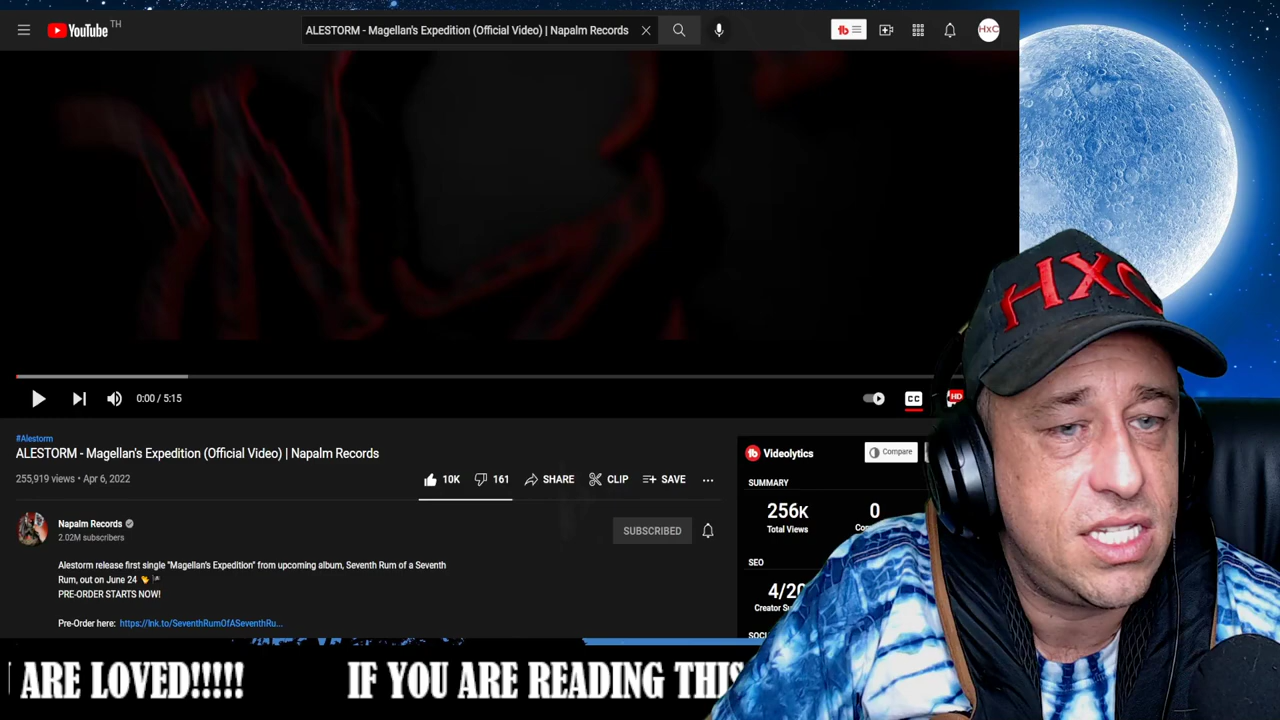 YouTube TH
ALESTORM - Magellan's Expedition (Official Video) | Napalm Records
HxC
0:00 / 5:15
CC
HD
#Alestorm
ALESTORM - Magellan's Expedition (Official Video) | Napalm Records
255,919 views • Apr 6, 2022
10K
161
SHARE
CLIP
SAVE
Napalm Records
2.02M subscribers
SUBSCRIBED
Alestorm release first single "Magellan's Expedition" from upcoming album, Seventh Rum of a Seventh
Rum, out on June 24
PRE-ORDER STARTS NOW!
Pre-Order here: https://lnk.to/SeventhRumOfASeventhRu...
Videolytics
Compare
SUMMARY
256K
0
Total Views
SEO
4/20
HXC
ARE LOVED!!!!! IF YOU ARE READING THIS